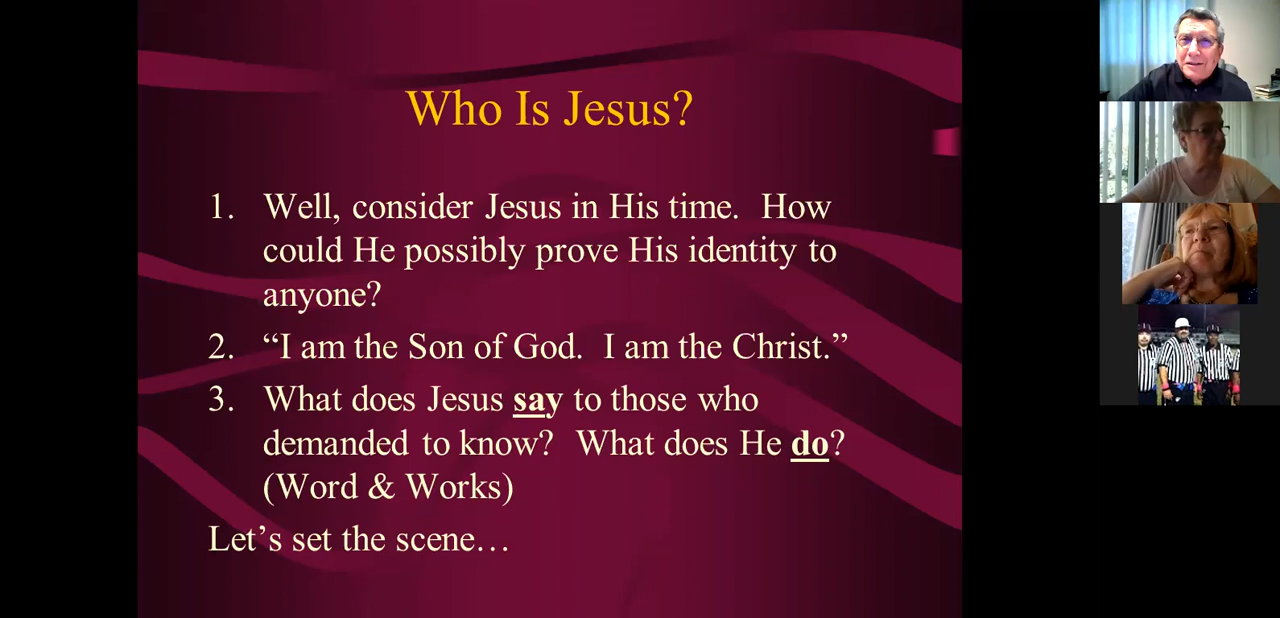 Who Is Jesus?
1. Well, consider Jesus in His time.  How
could He possibly prove His identity to
anyone?
2. “I am the Son of God.  I am the Christ.”
3. What does Jesus say to those who
demanded to know?  What does He do?
(Word & Works)
Let’s set the scene…